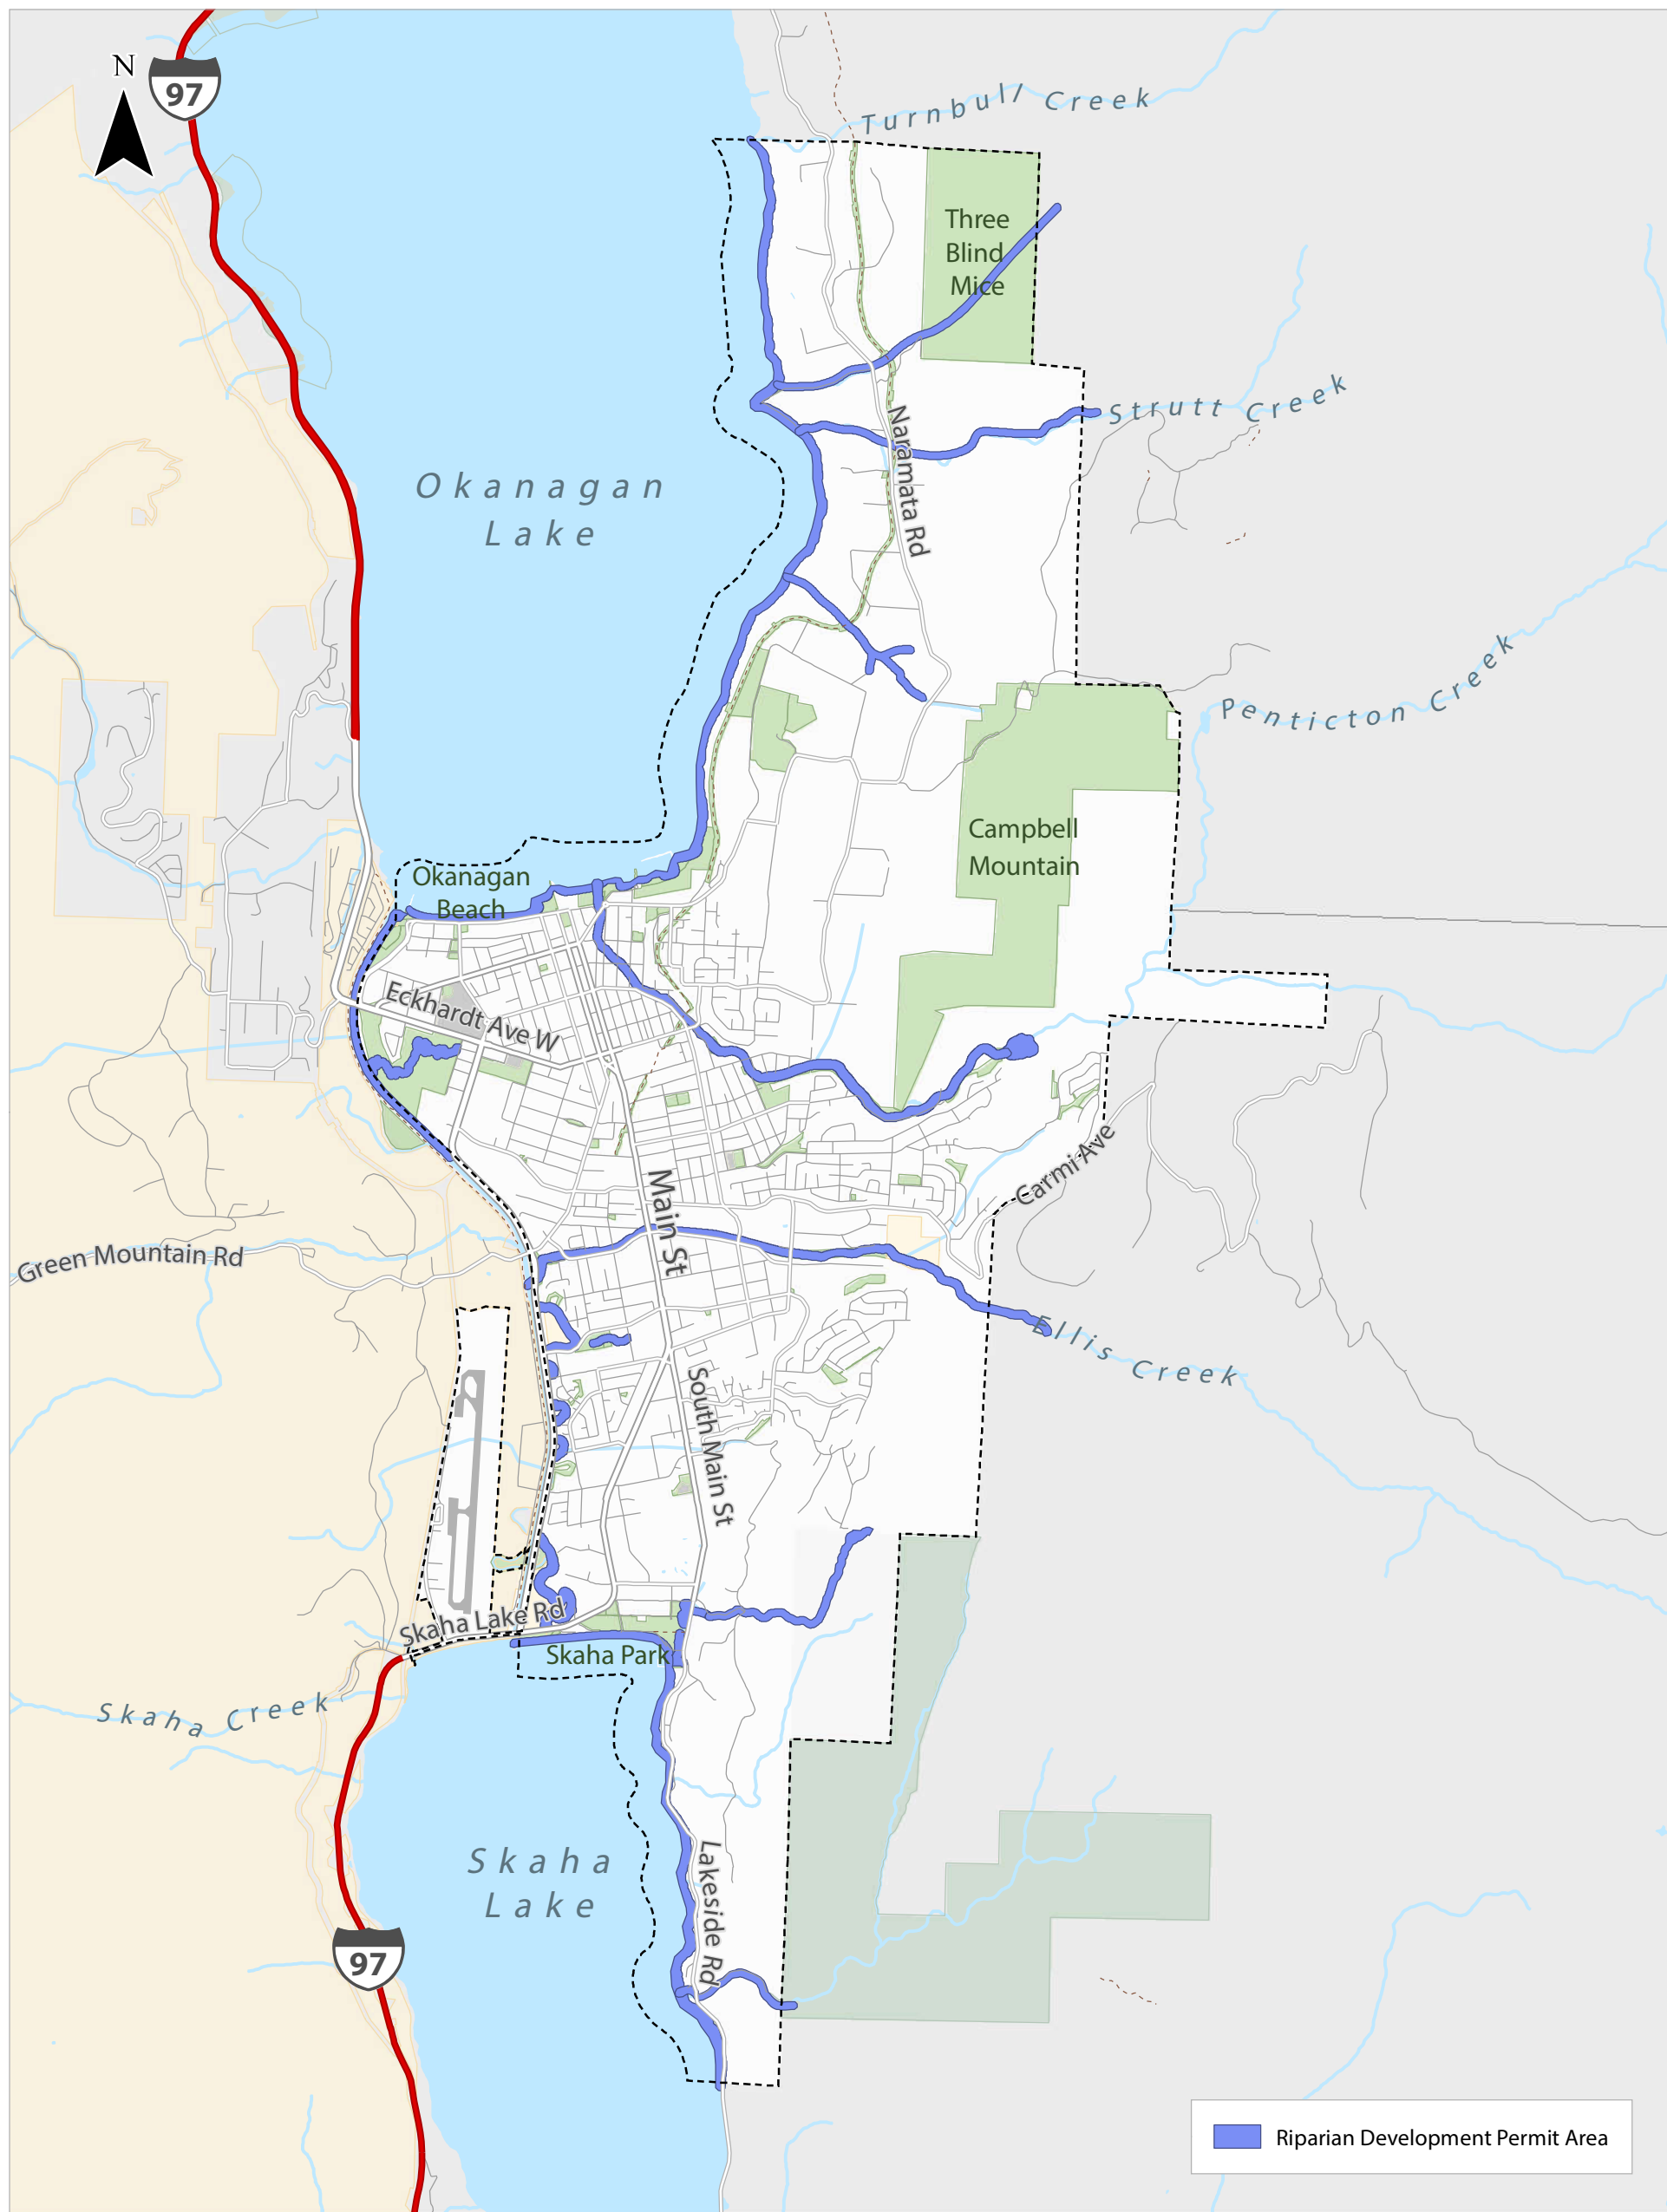 N
97
Turnbull Creek
Three
Blind
Mice
Strutt Creek
Naramata Rd
Okanagan
Lake
Penticton Creek
Campbell
Mountain
Okanagan
Beach
Eckhardt Ave W
Carmi Ave
Main St
Green Mountain Rd
Ellis Creek
South Main St
Skaha Lake Rd
Skaha Park
Skaha Creek
Skaha
Lake
Lakeside Rd
97
Riparian Development Permit Area